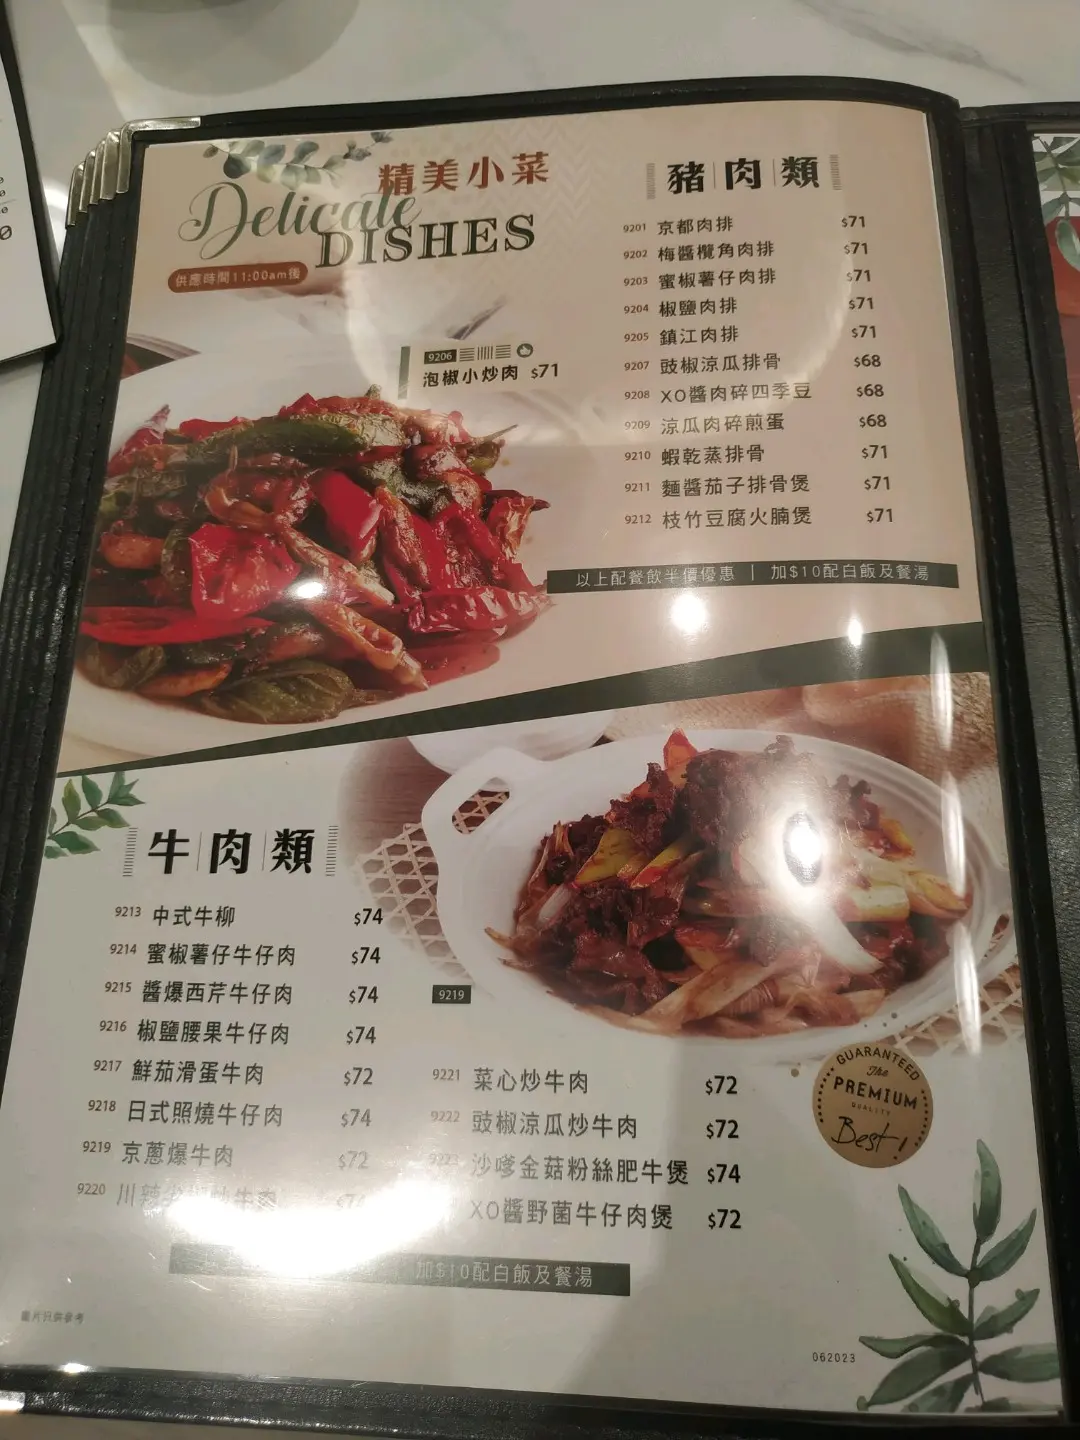 精美小菜
Delicate
DISHES
供應時間11:00am後
9206
泡椒小炒肉 $71
豬肉類
9201 京都肉排 $71
9202 梅醬欖角肉排 $71
9203 蜜椒薯仔肉排 $71
9204 椒鹽肉排 $71
9205 鎮江肉排 $71
9207 豉椒涼瓜排骨 $68
9208 XO醬肉碎四季豆 $68
9209 涼瓜肉碎煎蛋 $68
9210 蝦乾蒸排骨 $71
9211 麵醬茄子排骨煲 $71
9212 枝竹豆腐火腩煲 $71
以上配餐飲半價優惠 | 加$10配白飯及餐湯
牛肉類
9213 中式牛柳 $74
9214 蜜椒薯仔牛仔肉 $74
9215 醬爆西芹牛仔肉 $74
9216 椒鹽腰果牛仔肉 $74
9217 鮮茄滑蛋牛肉 $72
9218 日式照燒牛仔肉 $74
9219 京蔥爆牛肉 $72
9220 川辣 炒牛肉
9219
9221 菜心炒牛肉 $72
9222 豉椒涼瓜炒牛肉 $72
9223 沙嗲金菇粉絲肥牛煲 $74
XO醬野菌牛仔肉煲 $72
加$10配白飯及餐湯
GUARANTEED
The
PREMIUM
QUALITY
Best!
圖片只供參考
062023